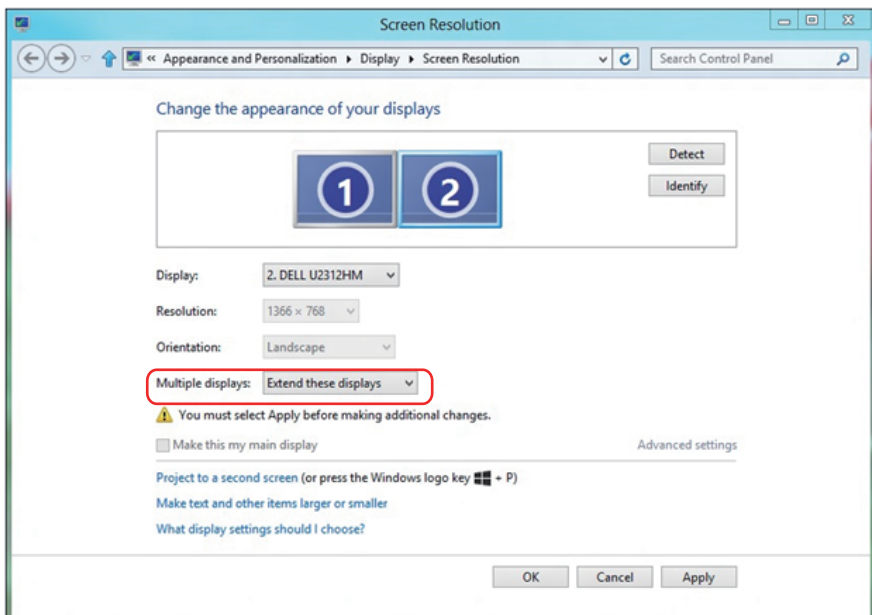 Screen Resolution
« Appearance and Personalization Display Screen Resolution Search Control Panel
Change the appearance of your displays
1 2
Detect
Identify
Display: 2. DELL U2312HM
Resolution: 1366 × 768
Orientation: Landscape
Multiple displays: Extend these displays
You must select Apply before making additional changes.
Make this my main display Advanced settings
Project to a second screen (or press the Windows logo key + P)
Make text and other items larger or smaller
What display settings should I choose?
OK Cancel Apply